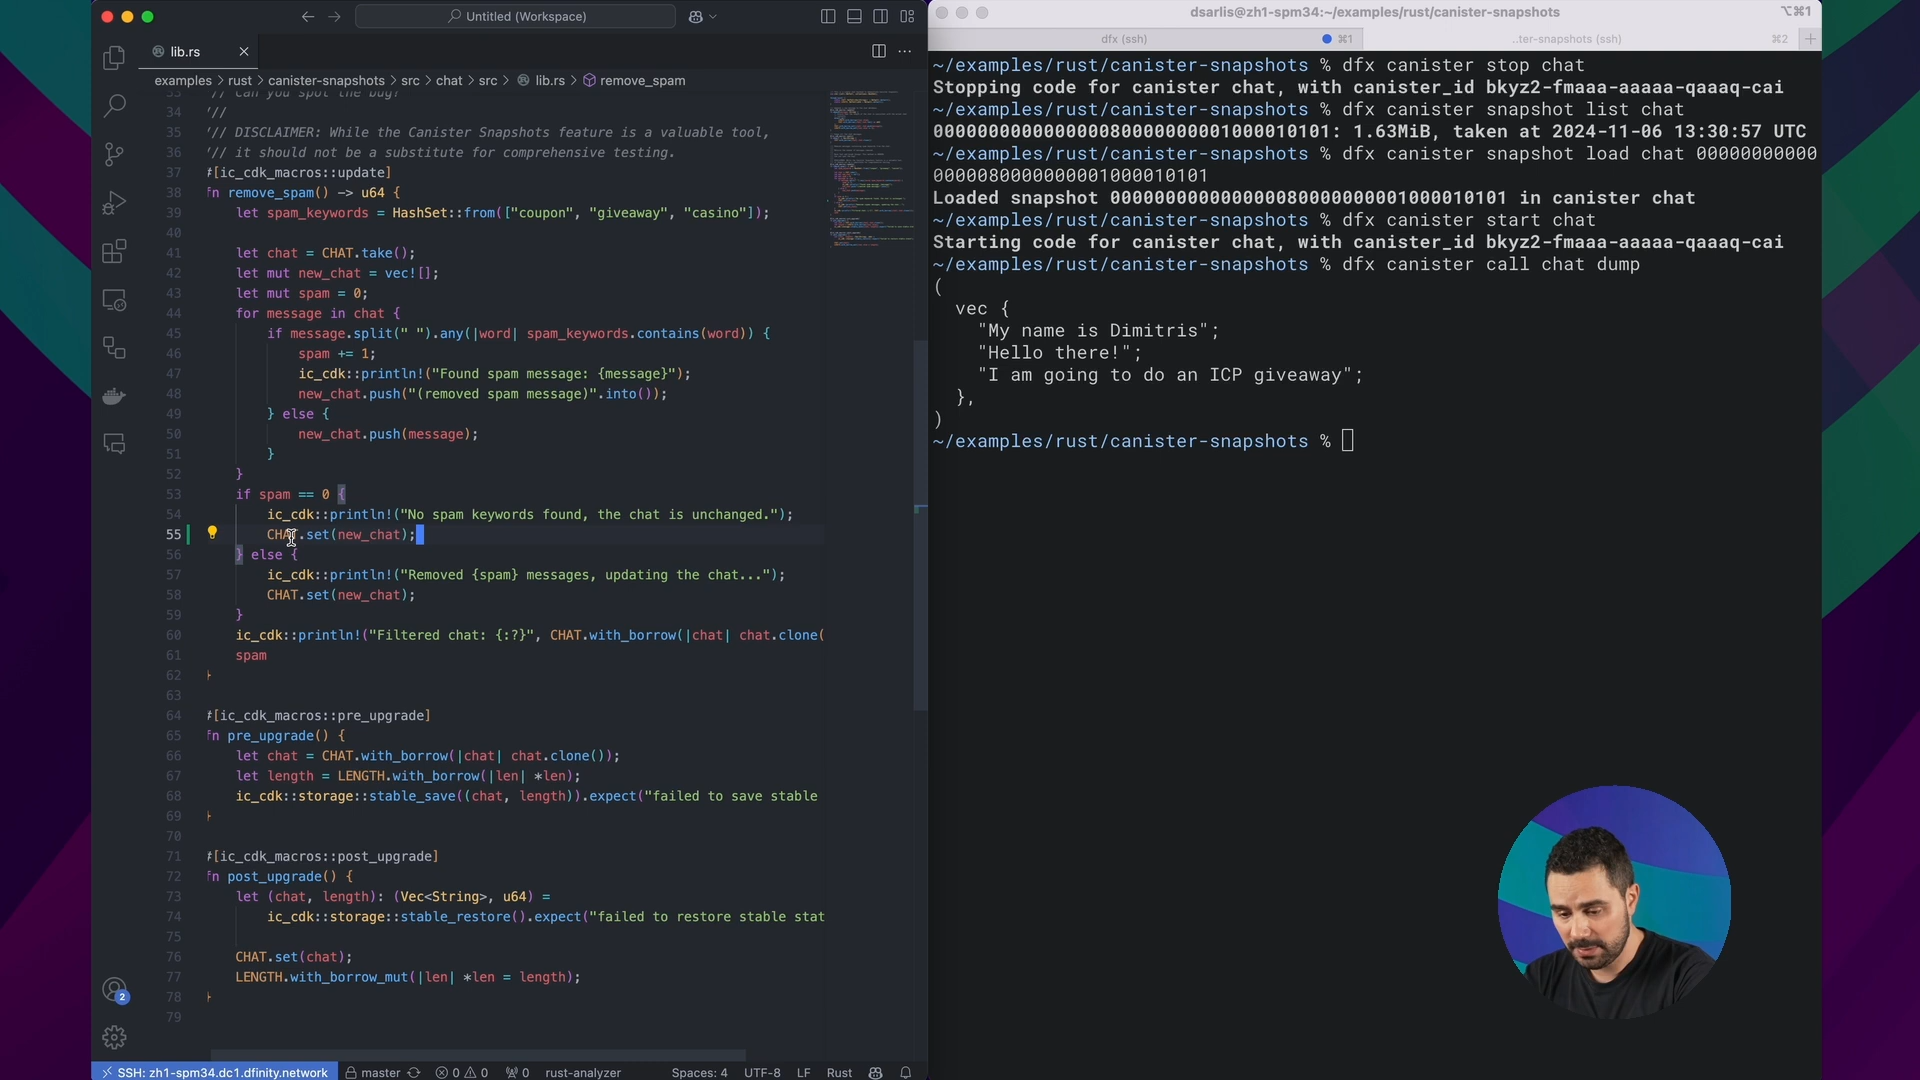 Untitled (Workspace)
lib.rs
examples > rust > canister-snapshots > src > chat > src > lib.rs > remove_spam
33 // Can you spot the bug?
34 ///
35 /// DISCLAIMER: While the Canister Snapshots feature is a valuable tool,
36 /// it should not be a substitute for comprehensive testing.
37 #[ic_cdk_macros::update]
38 fn remove_spam() -> u64 {
39 let spam_keywords = HashSet::from(["coupon", "giveaway", "casino"]);
40
41 let chat = CHAT.take();
42 let mut new_chat = vec![];
43 let mut spam = 0;
44 for message in chat {
45 if message.split(" ").any(|word| spam_keywords.contains(word)) {
46 spam += 1;
47 ic_cdk::println!("Found spam message: {message}");
48 new_chat.push("(removed spam message)".into());
49 } else {
50 new_chat.push(message);
51 }
52 }
53 if spam == 0 {
54 ic_cdk::println!("No spam keywords found, the chat is unchanged.");
55 CHAT.set(new_chat);
56 } else {
57 ic_cdk::println!("Removed {spam} messages, updating the chat...");
58 CHAT.set(new_chat);
59 }
60 ic_cdk::println!("Filtered chat: {:?}", CHAT.with_borrow(|chat| chat.clone(
61 spam
62 }
63
64 #[ic_cdk_macros::pre_upgrade]
65 fn pre_upgrade() {
66 let chat = CHAT.with_borrow(|chat| chat.clone());
67 let length = LENGTH.with_borrow(|len| *len);
68 ic_cdk::storage::stable_save((chat, length)).expect("failed to save stable
69 }
70
71 #[ic_cdk_macros::post_upgrade]
72 fn post_upgrade() {
73 let (chat, length): (Vec<String>, u64) =
74 ic_cdk::storage::stable_restore().expect("failed to restore stable stat
75
76 CHAT.set(chat);
77 LENGTH.with_borrow_mut(|len| *len = length);
78 }
79
2
SSH: zh1-spm34.dc1.dfinity.network master 0 0 0 rust-analyzer Spaces: 4 UTF-8 LF Rust
dsarlis@zh1-spm34:~/examples/rust/canister-snapshots ⌥⌘1
dfx (ssh) ⌘1 ..ter-snapshots (ssh) ⌘2 +
~/examples/rust/canister-snapshots % dfx canister stop chat
Stopping code for canister chat, with canister_id bkyz2-fmaaa-aaaaa-qaaaq-cai
~/examples/rust/canister-snapshots % dfx canister snapshot list chat
0000000000000000800000000001000010101: 1.63MiB, taken at 2024-11-06 13:30:57 UTC
~/examples/rust/canister-snapshots % dfx canister snapshot load chat 00000000000
0000080000000001000010101
Loaded snapshot 0000000000000000800000000001000010101 in canister chat
~/examples/rust/canister-snapshots % dfx canister start chat
Starting code for canister chat, with canister_id bkyz2-fmaaa-aaaaa-qaaaq-cai
~/examples/rust/canister-snapshots % dfx canister call chat dump
(
vec {
"My name is Dimitris";
"Hello there!";
"I am going to do an ICP giveaway";
},
)
~/examples/rust/canister-snapshots %